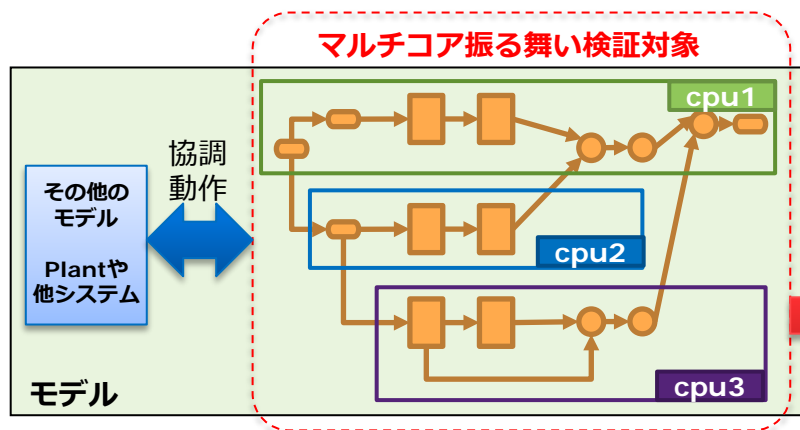 マルチコア振る舞い検証対象
cpu1
協調
動作
その他の
モデル
Plantや
他システム
cpu2
cpu3
モデル